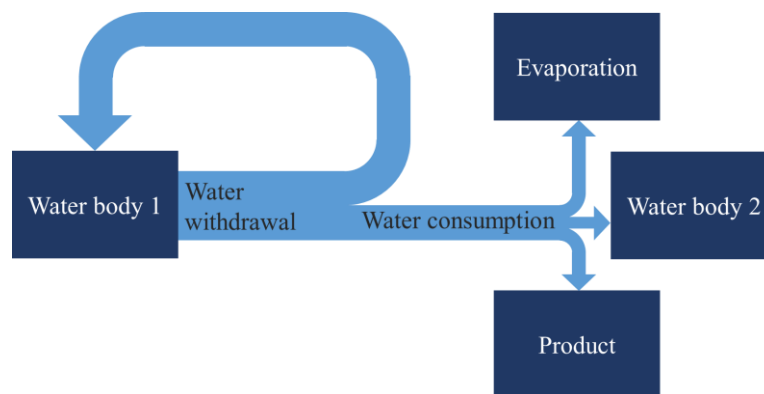 Evaporation
Water body 1
Water
withdrawal
Water consumption
Water body 2
Product